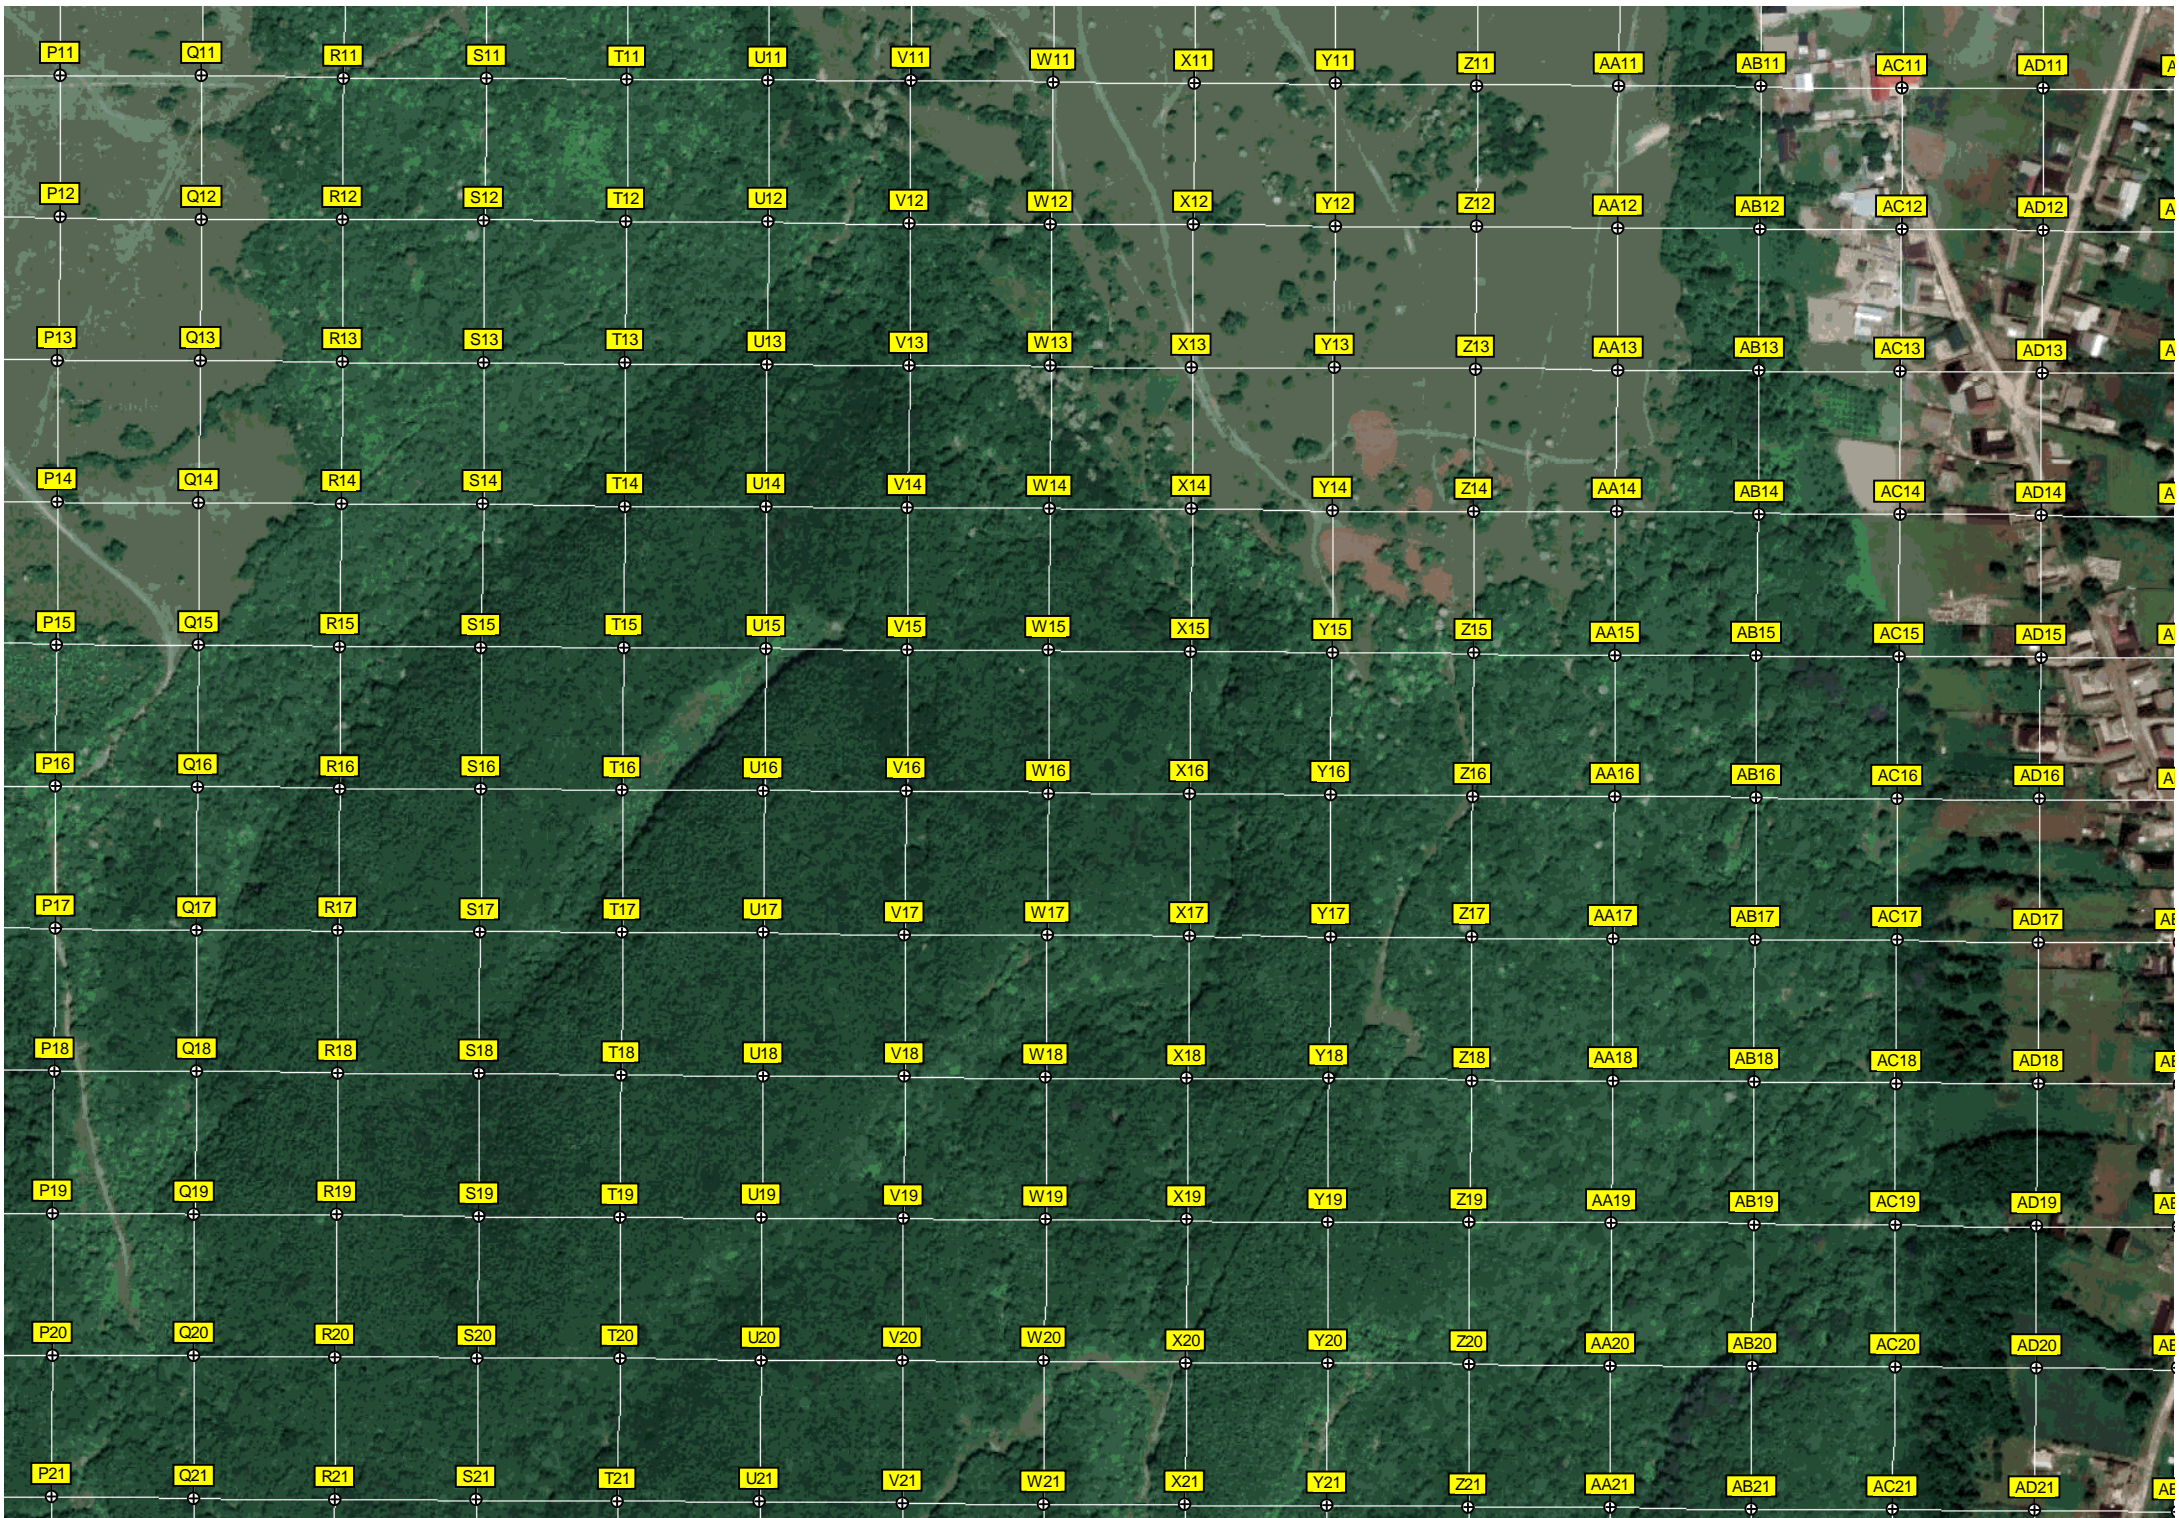 P11 Q11 R11 S11 T11 U11 V11 W11 X11 Y11 Z11 AA11 AB11 AC11 AD11 A
P12 Q12 R12 S12 T12 U12 V12 W12 X12 Y12 Z12 AA12 AB12 AC12 AD12 A
P13 Q13 R13 S13 T13 U13 V13 W13 X13 Y13 Z13 AA13 AB13 AC13 AD13 A
P14 Q14 R14 S14 T14 U14 V14 W14 X14 Y14 Z14 AA14 AB14 AC14 AD14 A
P15 Q15 R15 S15 T15 U15 V15 W15 X15 Y15 Z15 AA15 AB15 AC15 AD15 A
P16 Q16 R16 S16 T16 U16 V16 W16 X16 Y16 Z16 AA16 AB16 AC16 AD16 A
P17 Q17 R17 S17 T17 U17 V17 W17 X17 Y17 Z17 AA17 AB17 AC17 AD17 AE
P18 Q18 R18 S18 T18 U18 V18 W18 X18 Y18 Z18 AA18 AB18 AC18 AD18 AE
P19 Q19 R19 S19 T19 U19 V19 W19 X19 Y19 Z19 AA19 AB19 AC19 AD19 AE
P20 Q20 R20 S20 T20 U20 V20 W20 X20 Y20 Z20 AA20 AB20 AC20 AD20 AE
P21 Q21 R21 S21 T21 U21 V21 W21 X21 Y21 Z21 AA21 AB21 AC21 AD21 AE